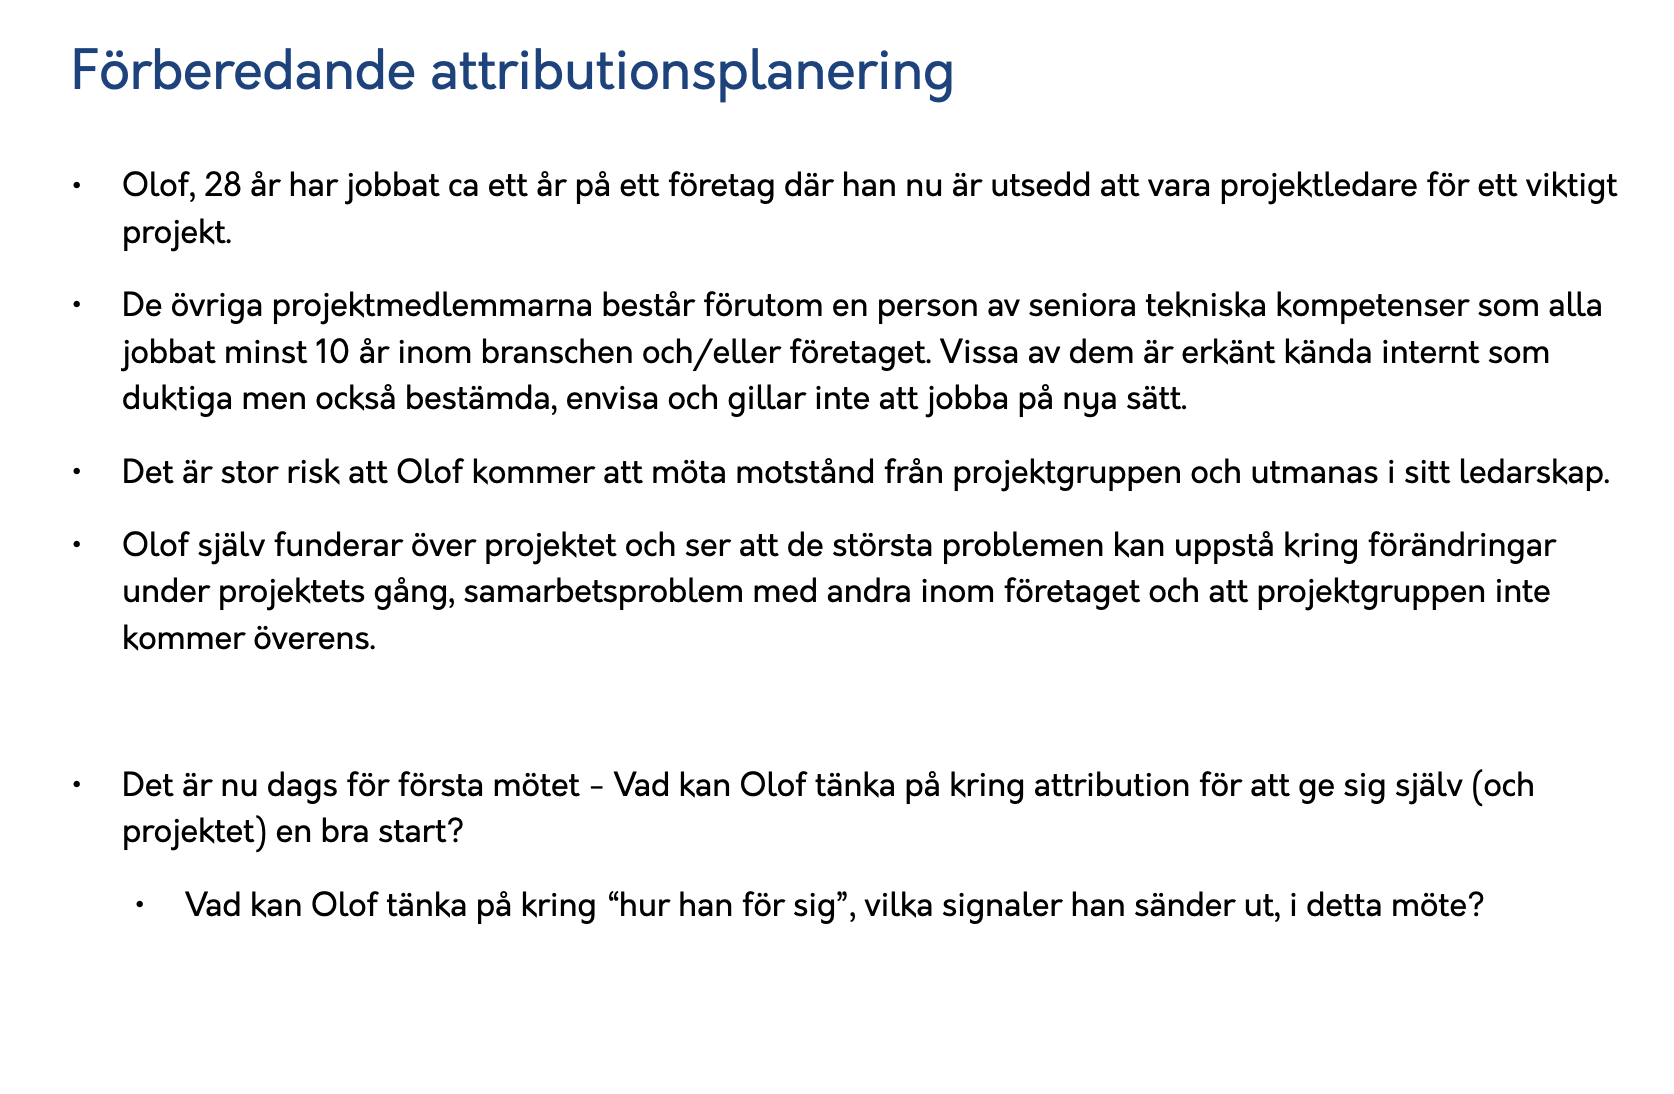 Förberedande attributionsplanering
• Olof, 28 år har jobbat ca ett år på ett företag där han nu är utsedd att vara projektledare för ett viktigt
projekt.
• De övriga projektmedlemmarna består förutom en person av seniora tekniska kompetenser som alla
jobbat minst 10 år inom branschen och/eller företaget. Vissa av dem är erkänt kända internt som
duktiga men också bestämda, envisa och gillar inte att jobba på nya sätt.
• Det är stor risk att Olof kommer att möta motstånd från projektgruppen och utmanas i sitt ledarskap.
• Olof själv funderar över projektet och ser att de största problemen kan uppstå kring förändringar
under projektets gång, samarbetsproblem med andra inom företaget och att projektgruppen inte
kommer överens.
• Det är nu dags för första mötet – Vad kan Olof tänka på kring attribution för att ge sig själv (och
projektet) en bra start?
• Vad kan Olof tänka på kring “hur han för sig”, vilka signaler han sänder ut, i detta möte?